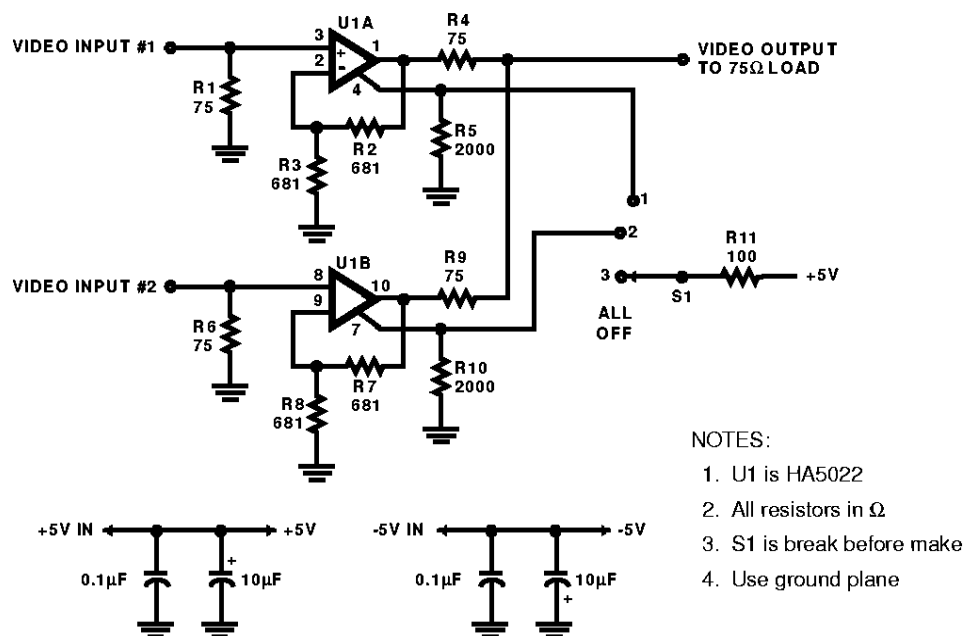 U1A
R4
75
VIDEO INPUT #1
3
+
1
2
-
4
VIDEO OUTPUT
TO 75Ω LOAD
R1
75
R2
681
R3
681
R5
2000
1
2
R11
100
U1B
R9
75
VIDEO INPUT #2
8
+
10
9
-
7
3
S1
+5V
ALL
OFF
R6
75
R7
681
R8
681
R10
2000
NOTES:
1. U1 is HA5022
2. All resistors in Ω
3. S1 is break before make
4. Use ground plane
+5V IN
+5V
-5V IN
-5V
0.1µF
+
10µF
0.1µF
10µF
+